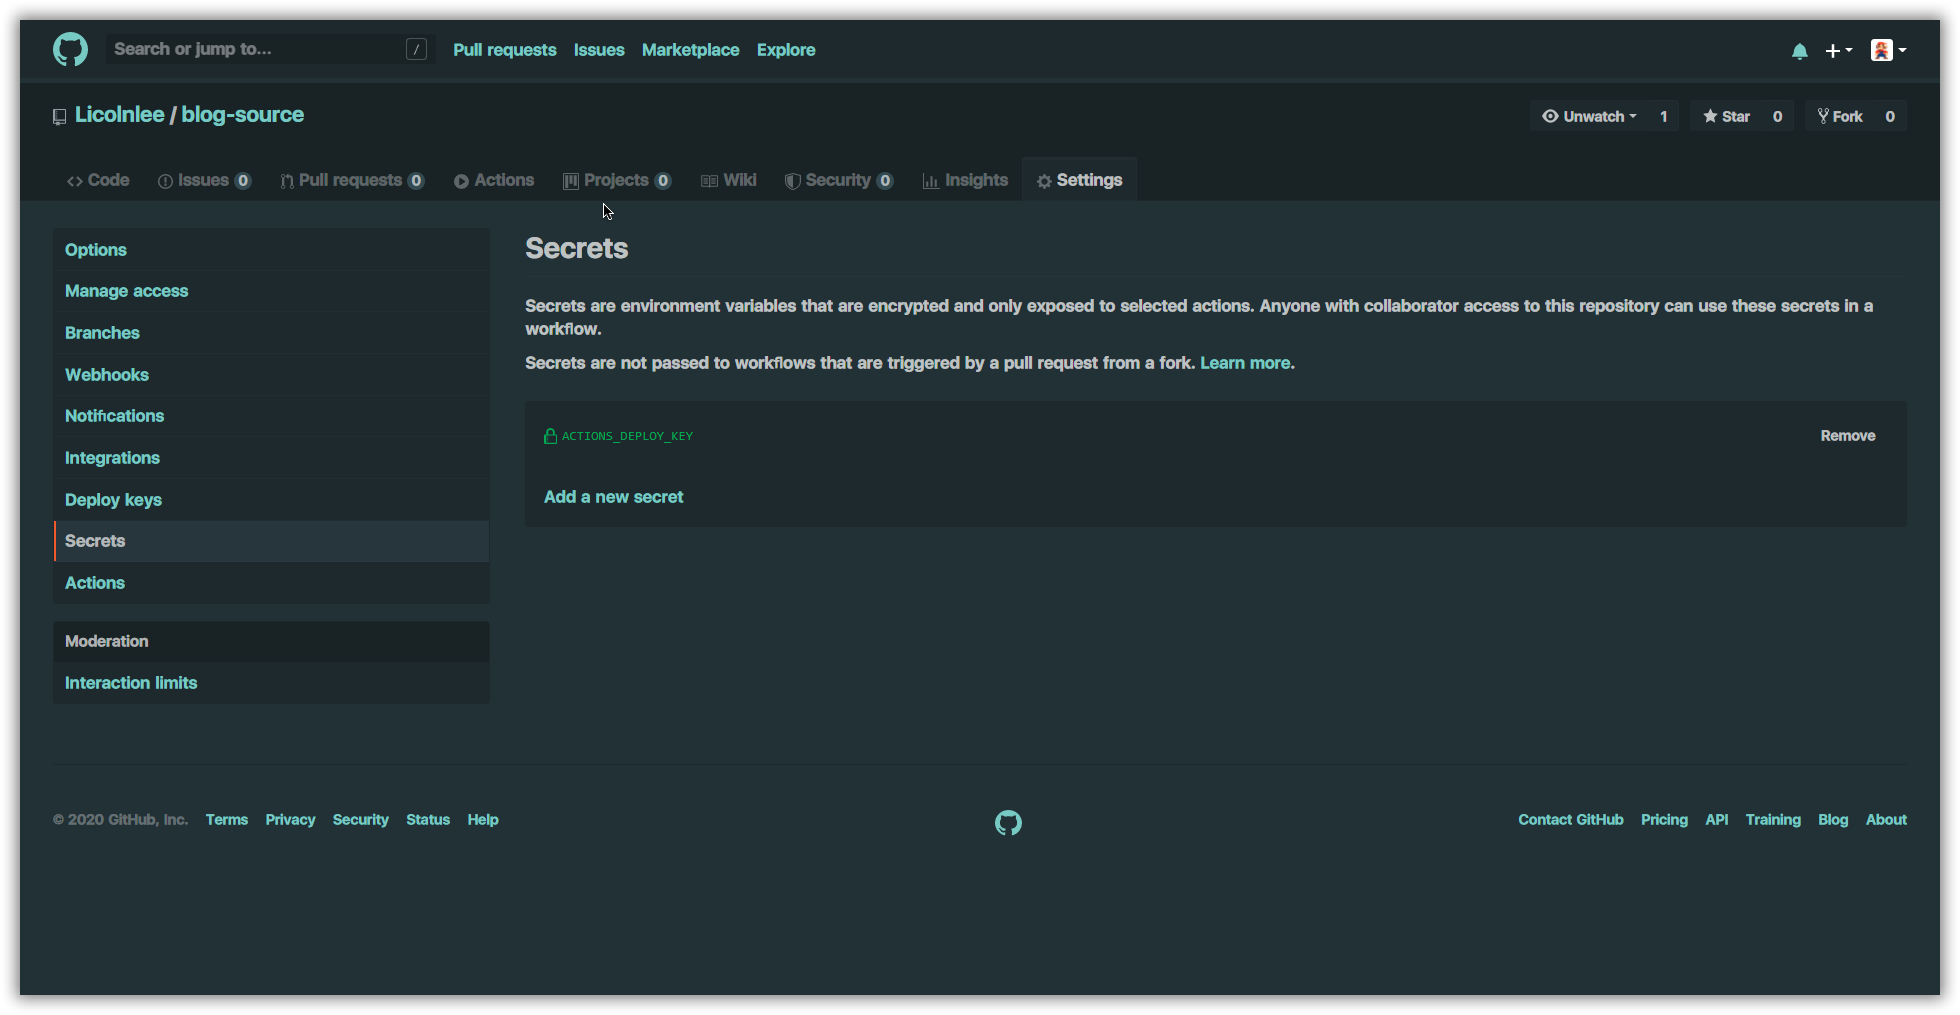 Search or jump to... /
Pull requests Issues Marketplace Explore
Licolnlee / blog-source
Unwatch 1 Star 0 Fork 0
Code Issues 0 Pull requests 0 Actions Projects 0 Wiki Security 0 Insights Settings
Options
Manage access
Branches
Webhooks
Notifications
Integrations
Deploy keys
Secrets
Actions
Moderation
Interaction limits
Secrets
Secrets are environment variables that are encrypted and only exposed to selected actions. Anyone with collaborator access to this repository can use these secrets in a
workflow.
Secrets are not passed to workflows that are triggered by a pull request from a fork. Learn more.
ACTIONS_DEPLOY_KEY Remove
Add a new secret
© 2020 GitHub, Inc. Terms Privacy Security Status Help
Contact GitHub Pricing API Training Blog About